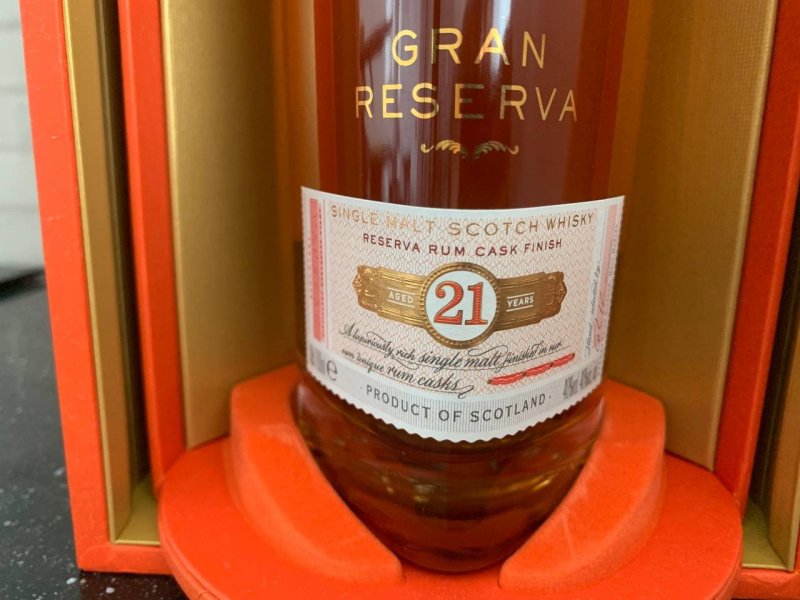 GRAN
RESERVA
SINGLE MALT SCOTCH WHISKY
RESERVA RUM CASK FINISH
AGED 21 YEARS
A luxuriously rich single malt finished in our
own unique rum casks
PRODUCT OF SCOTLAND